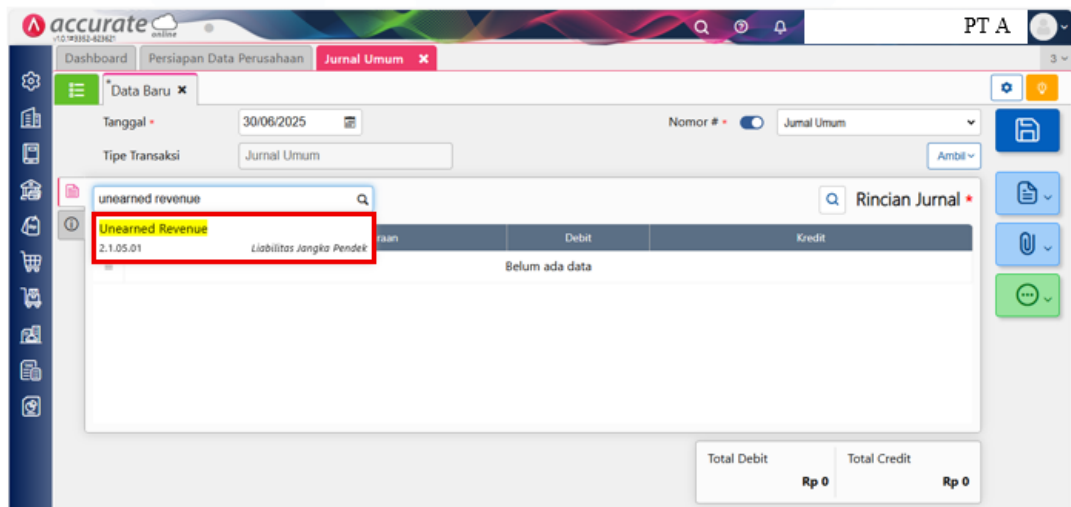 accurate
online
PT A
Dashboard Persiapan Data Perusahaan Jurnal Umum × 3
*Data Baru ×
Tanggal * 30/06/2025 Nomor # * Jurnal Umum
Tipe Transaksi Jurnal Umum Ambil
unearned revenue Rincian Jurnal *
Unearned Revenue
2.1.05.01 Liabilitas Jangka Pendek
raan Debit Kredit
Belum ada data
Total Debit Total Credit
Rp 0 Rp 0